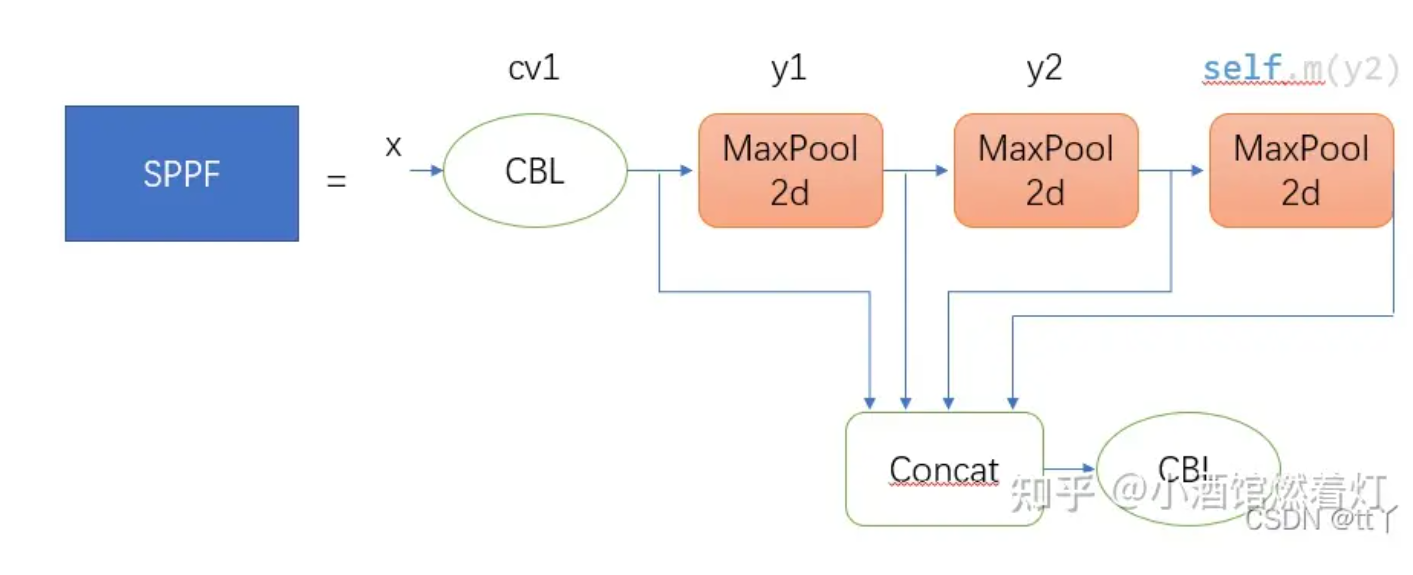 cv1
y1
y2
self.m(y2)
SPPF
=
x
CBL
MaxPool
2d
MaxPool
2d
MaxPool
2d
Concat
CBL
知乎 @小酒馆燃着灯
CSDN @tt丫